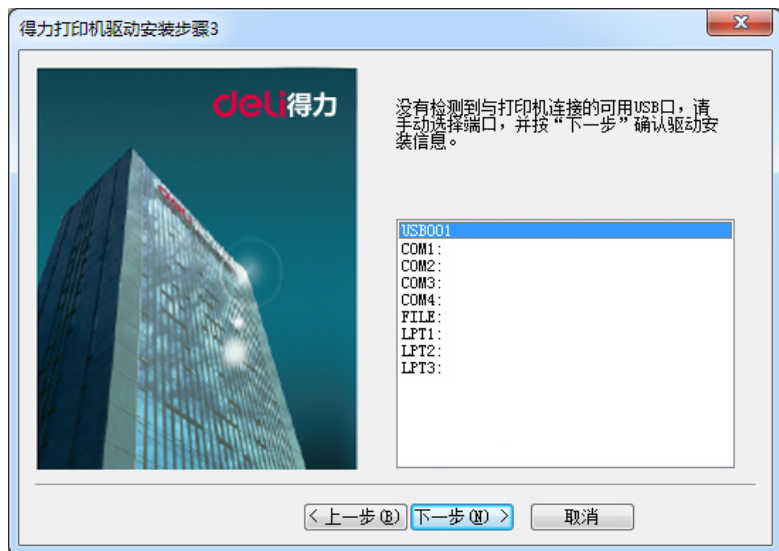 得力打印机驱动安装步骤3
deli得力
没有检测到与打印机连接的可用USB口，请
手动选择端口，并按“下一步”确认驱动安
装信息。
USB001
COM1:
COM2:
COM3:
COM4:
FILE:
LPT1:
LPT2:
LPT3:
< 上一步(B) 下一步(N) > 取消